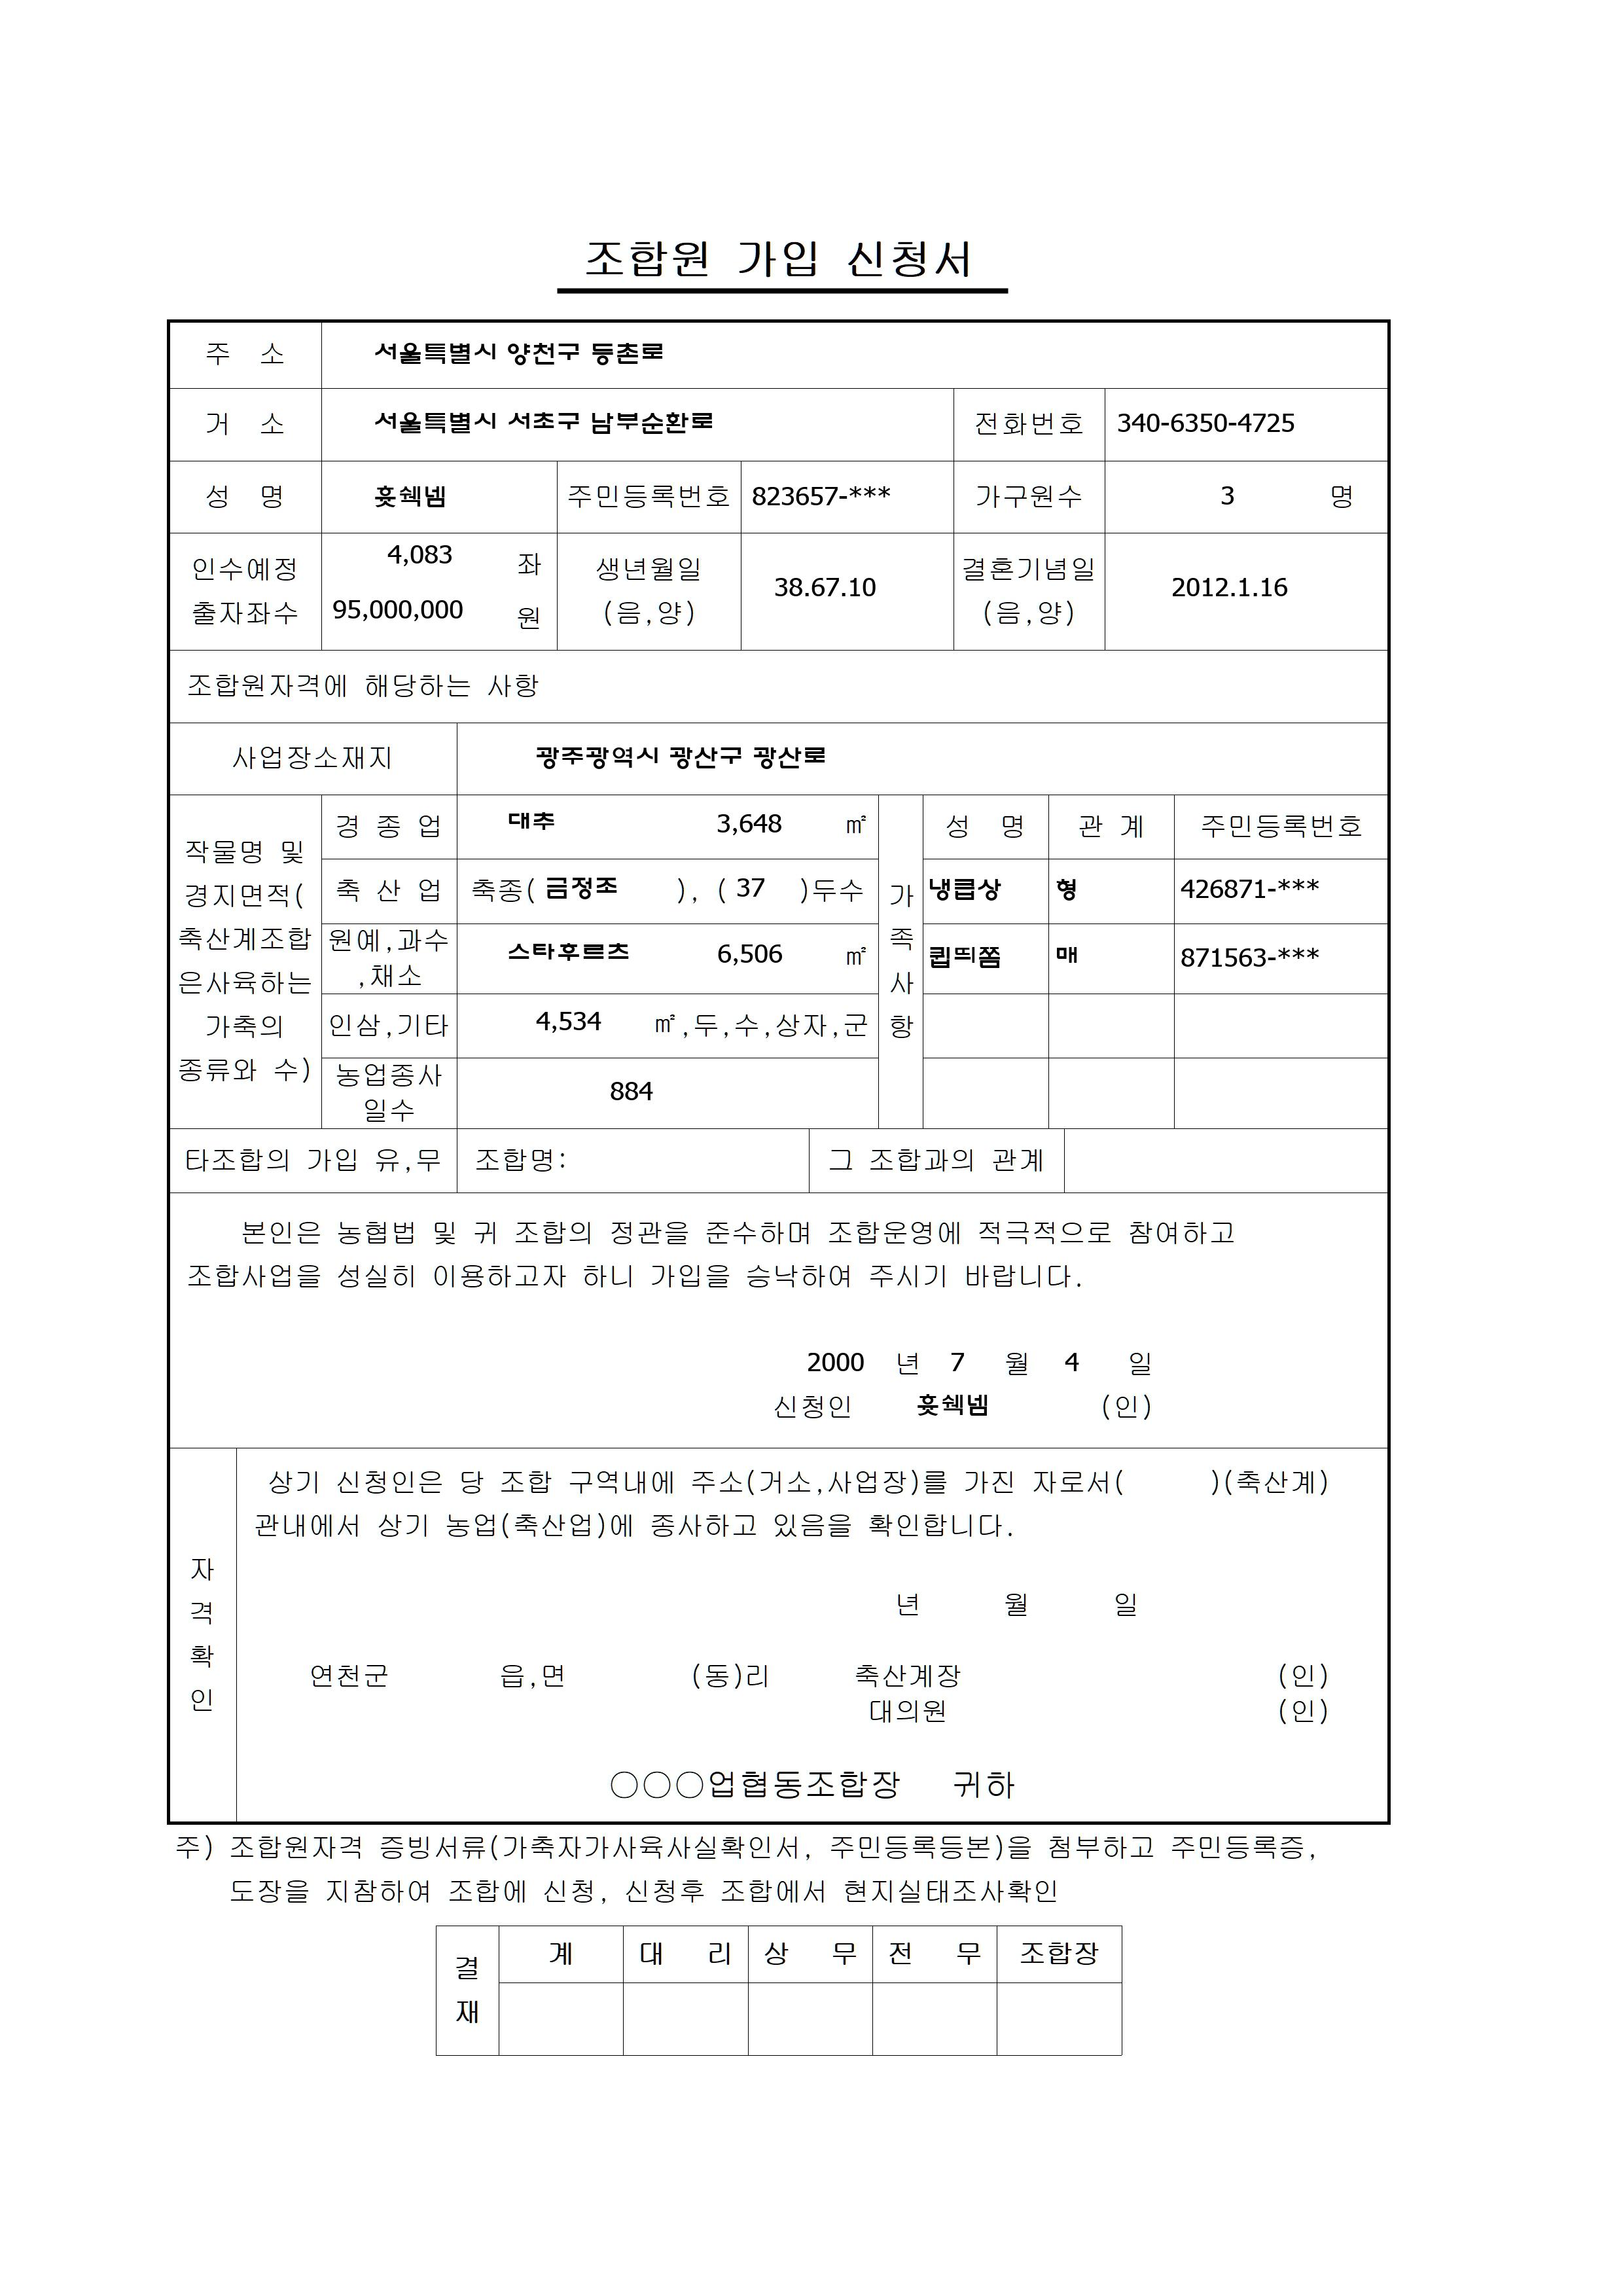 조합원 가입 신청서
주 소 서울특별시 양천구 등촌로
거 소 서울특별시 서초구 남부순환로 전화번호 340-6350-4725
성 명 훗쉐넴 주민등록번호 823657-*** 가구원수 3 명
인수예정 출자좌수 4,083 좌 95,000,000 원 생년월일 (음,양) 38.67.10 결혼기념일 (음,양) 2012.1.16
조합원자격에 해당하는 사항
사업장소재지 광주광역시 광산구 광산로
작물명 및 경지면적(축산계조합은사육하는 가축의 종류와 수)
경 종 업 대추 3,648 ㎡
축 산 업 축종( 금정조 ), ( 37 )두수
원예,과수,채소 스타후르츠 6,506 ㎡
인삼,기타 4,534 ㎡,두,수,상자,군
농업종사일수 884
가족사항
성 명 관 계 주민등록번호
냉큽상 형 426871-***
큅띄쫌 매 871563-***
타조합의 가입 유,무 조합명: 그 조합과의 관계
본인은 농협법 및 귀 조합의 정관을 준수하며 조합운영에 적극적으로 참여하고
조합사업을 성실히 이용하고자 하니 가입을 승낙하여 주시기 바랍니다.
2000 년 7 월 4 일
신청인 훗쉐넴 (인)
자격확인
상기 신청인은 당 조합 구역내에 주소(거소,사업장)를 가진 자로서( )(축산계)
관내에서 상기 농업(축산업)에 종사하고 있음을 확인합니다.
년 월 일
연천군 읍,면 (동)리 축산계장 (인)
대의원 (인)
○○○업협동조합장 귀하
주) 조합원자격 증빙서류(가축자가사육사실확인서, 주민등록등본)을 첨부하고 주민등록증,
도장을 지참하여 조합에 신청, 신청후 조합에서 현지실태조사확인
결재 계 대 리 상 무 전 무 조합장